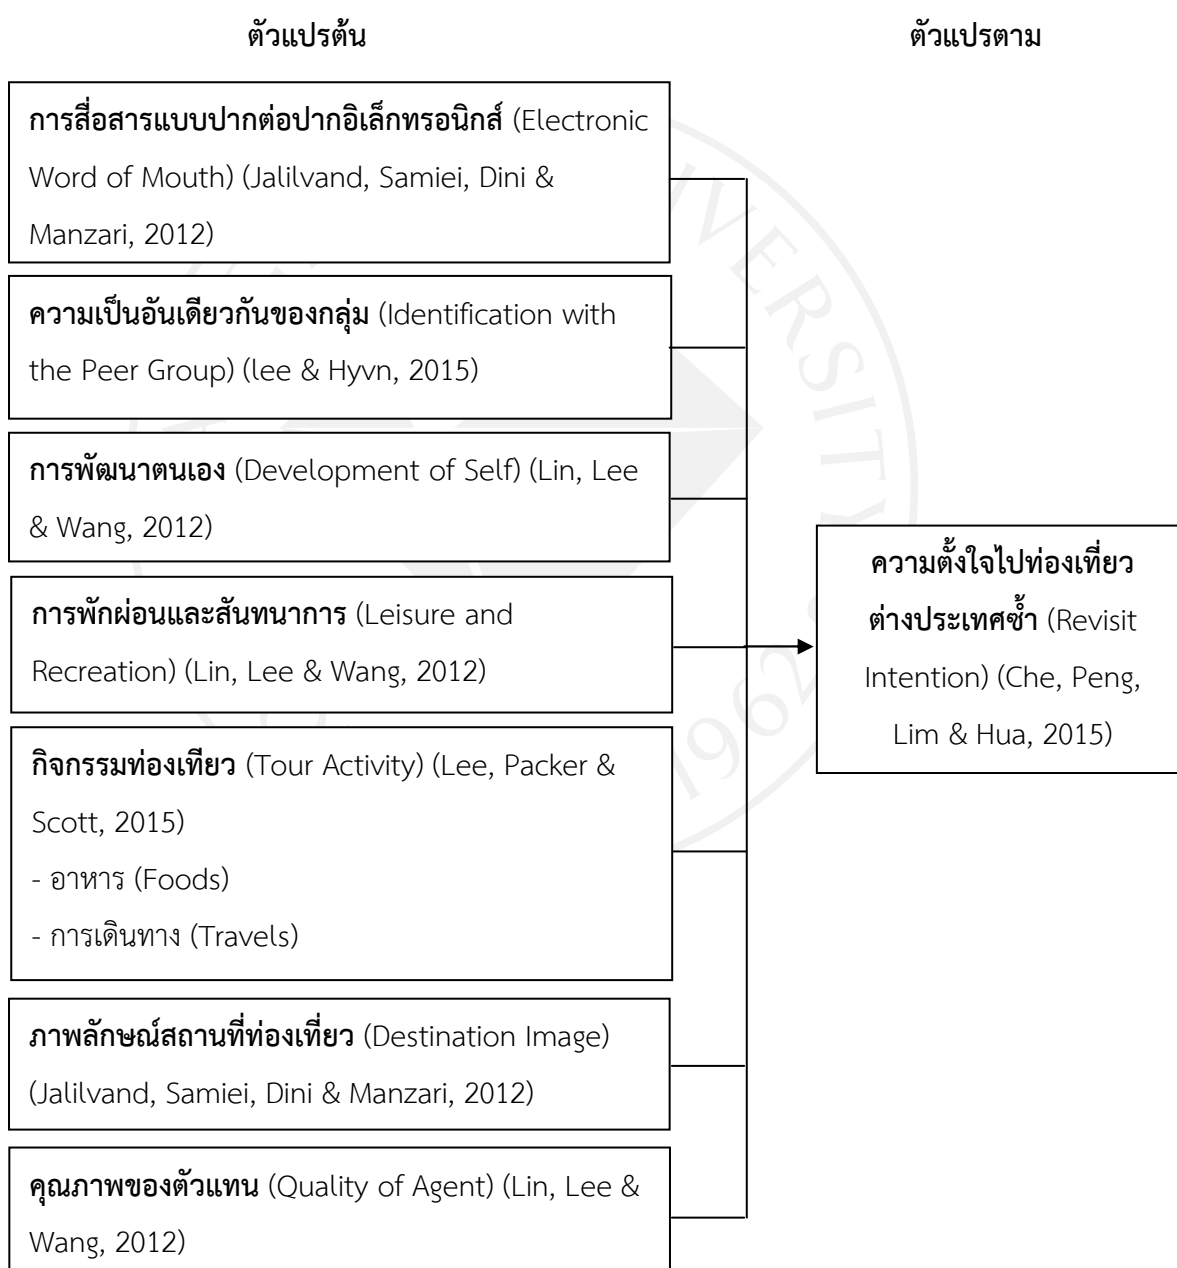 ตัวแปรต้น
ตัวแปรตาม
การสื่อสารแบบปากต่อปากอิเล็กทรอนิกส์ (Electronic
Word of Mouth) (Jalilvand, Samiei, Dini &
Manzari, 2012)
ความเป็นอันเดียวกันของกลุ่ม (Identification with
the Peer Group) (lee & Hyvn, 2015)
การพัฒนาตนเอง (Development of Self) (Lin, Lee
& Wang, 2012)
การพักผ่อนและสันทนาการ (Leisure and
Recreation) (Lin, Lee & Wang, 2012)
กิจกรรมท่องเที่ยว (Tour Activity) (Lee, Packer &
Scott, 2015)
- อาหาร (Foods)
- การเดินทาง (Travels)
ภาพลักษณ์สถานที่ท่องเที่ยว (Destination Image)
(Jalilvand, Samiei, Dini & Manzari, 2012)
คุณภาพของตัวแทน (Quality of Agent) (Lin, Lee &
Wang, 2012)
ความตั้งใจไปท่องเที่ยว
ต่างประเทศซ้ำ (Revisit
Intention) (Che, Peng,
Lim & Hua, 2015)